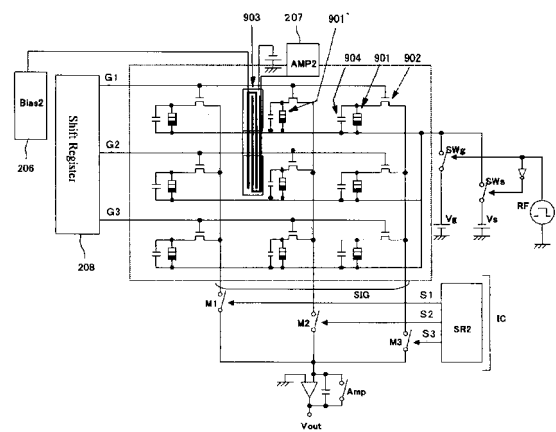 903
207
901'
AMP2
904
901
902
G1
Bias2
206
Shift Register
G2
SWg
SWs
RF
G3
Vg
Vs
208
SIG
M1
S1
IC
M2
S2
S3
SR2
M3
Amp
Vout